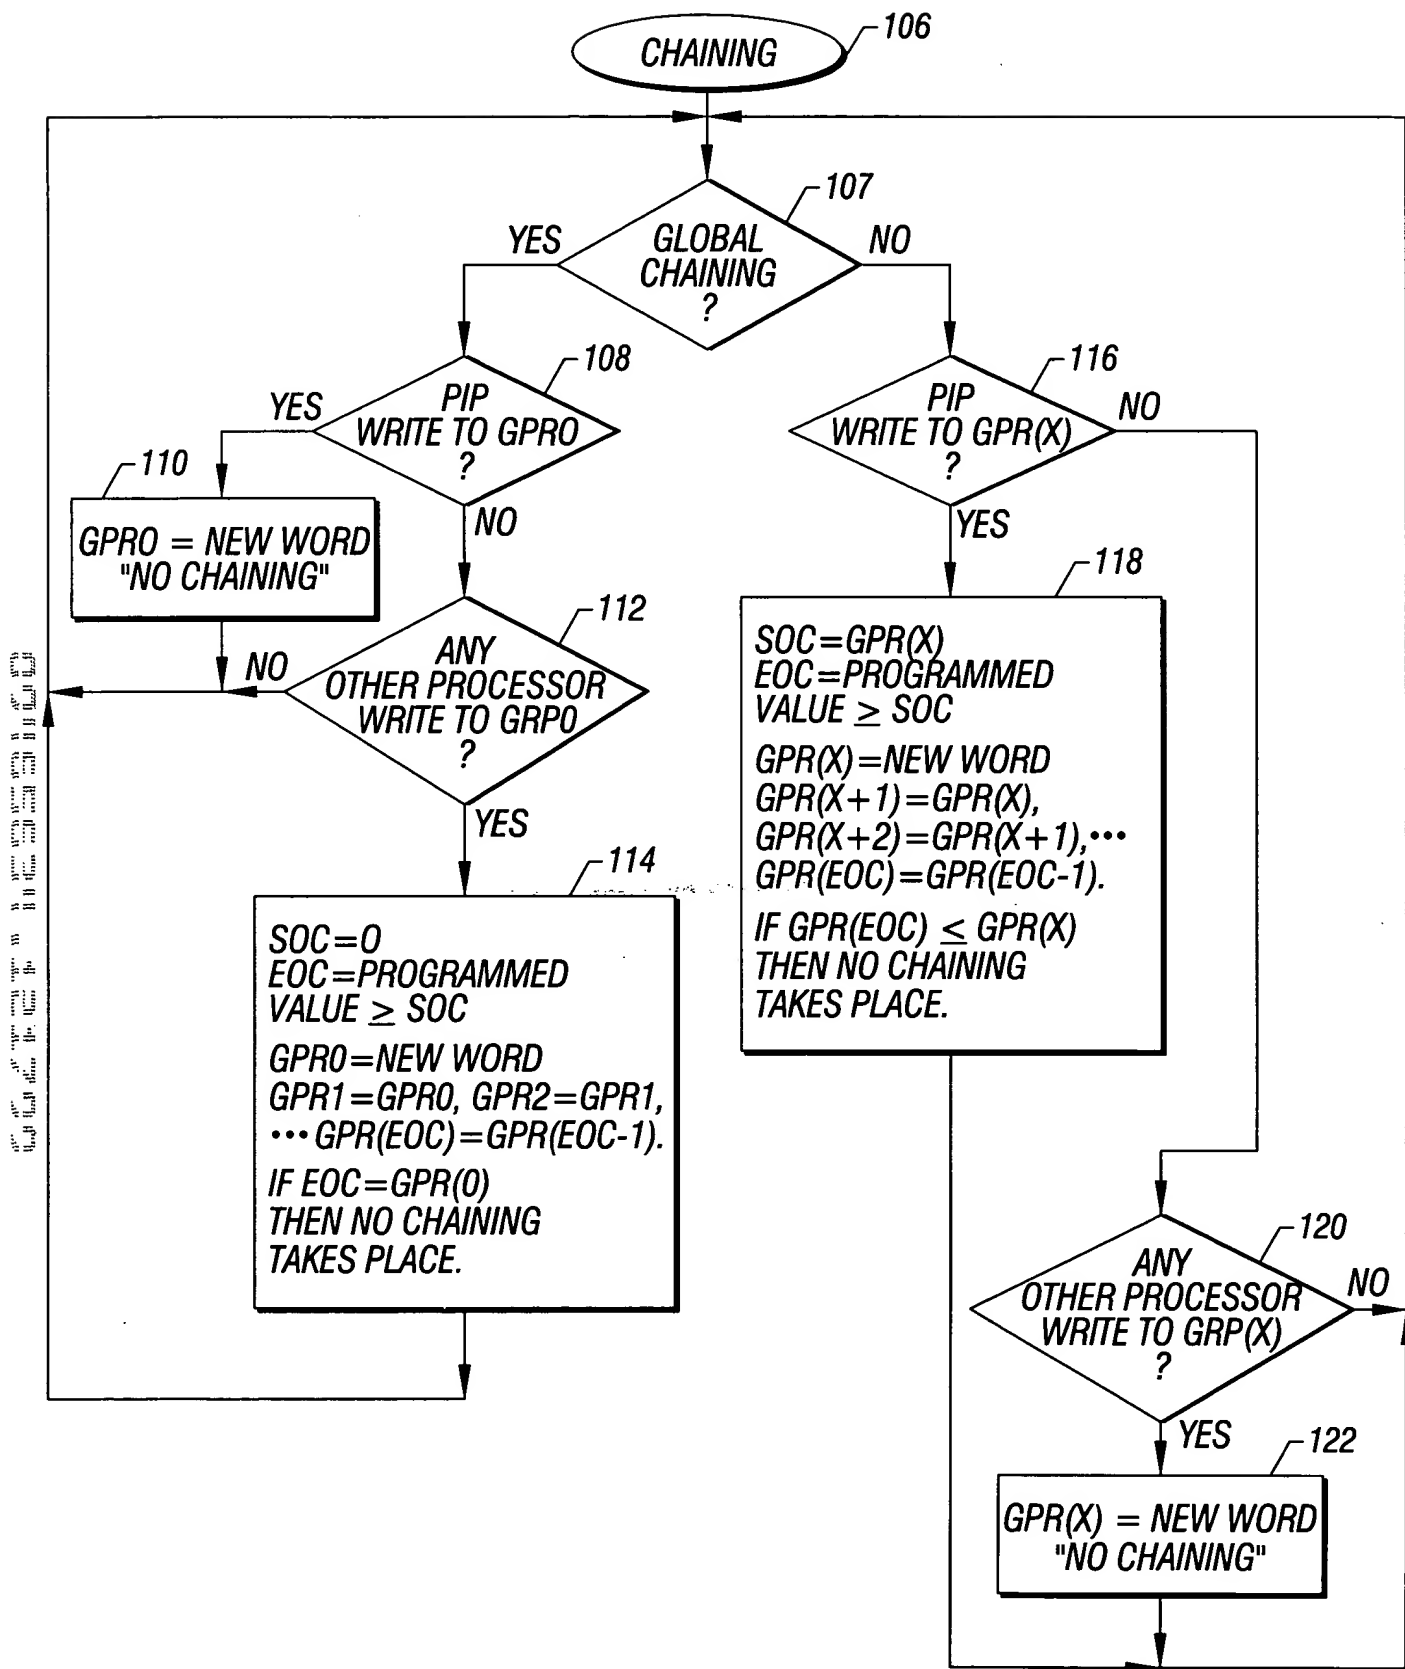 CHAINING
106
107
GLOBAL
CHAINING
?
YES
NO
108
PIP
WRITE TO GPR0
?
YES
NO
116
PIP
WRITE TO GPR(X)
?
NO
YES
110
GPR0 = NEW WORD
"NO CHAINING"
112
ANY
OTHER PROCESSOR
WRITE TO GRP0
?
NO
YES
118
SOC=GPR(X)
EOC=PROGRAMMED
VALUE ≥ SOC
GPR(X)=NEW WORD
GPR(X+1)=GPR(X),
GPR(X+2)=GPR(X+1),•••
GPR(EOC)=GPR(EOC-1).
IF GPR(EOC) ≤ GPR(X)
THEN NO CHAINING
TAKES PLACE.
114
SOC=0
EOC=PROGRAMMED
VALUE ≥ SOC
GPR0=NEW WORD
GPR1=GPR0, GPR2=GPR1,
•••GPR(EOC)=GPR(EOC-1).
IF EOC=GPR(0)
THEN NO CHAINING
TAKES PLACE.
120
ANY
OTHER PROCESSOR
WRITE TO GRP(X)
?
NO
YES
122
GPR(X) = NEW WORD
"NO CHAINING"